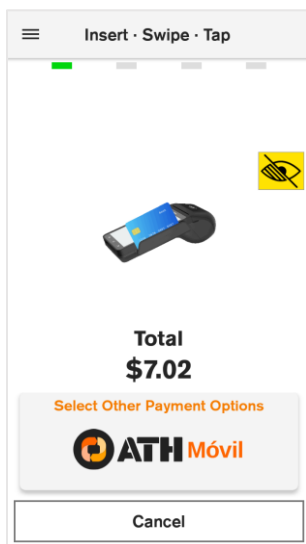 Insert · Swipe · Tap
Total
$7.02
Select Other Payment Options
ATH Móvil
Cancel